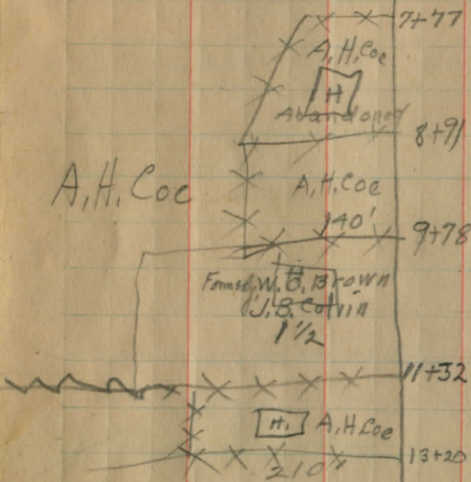 7+77
A,H,Coe
H
Abandoned
8+91
A,H,Coe
A,H,Coe
140'
9+78
H
W.B.Brown
J.B.Colvin
1 1/2
11+32
H. A,H Coe
13+20
210